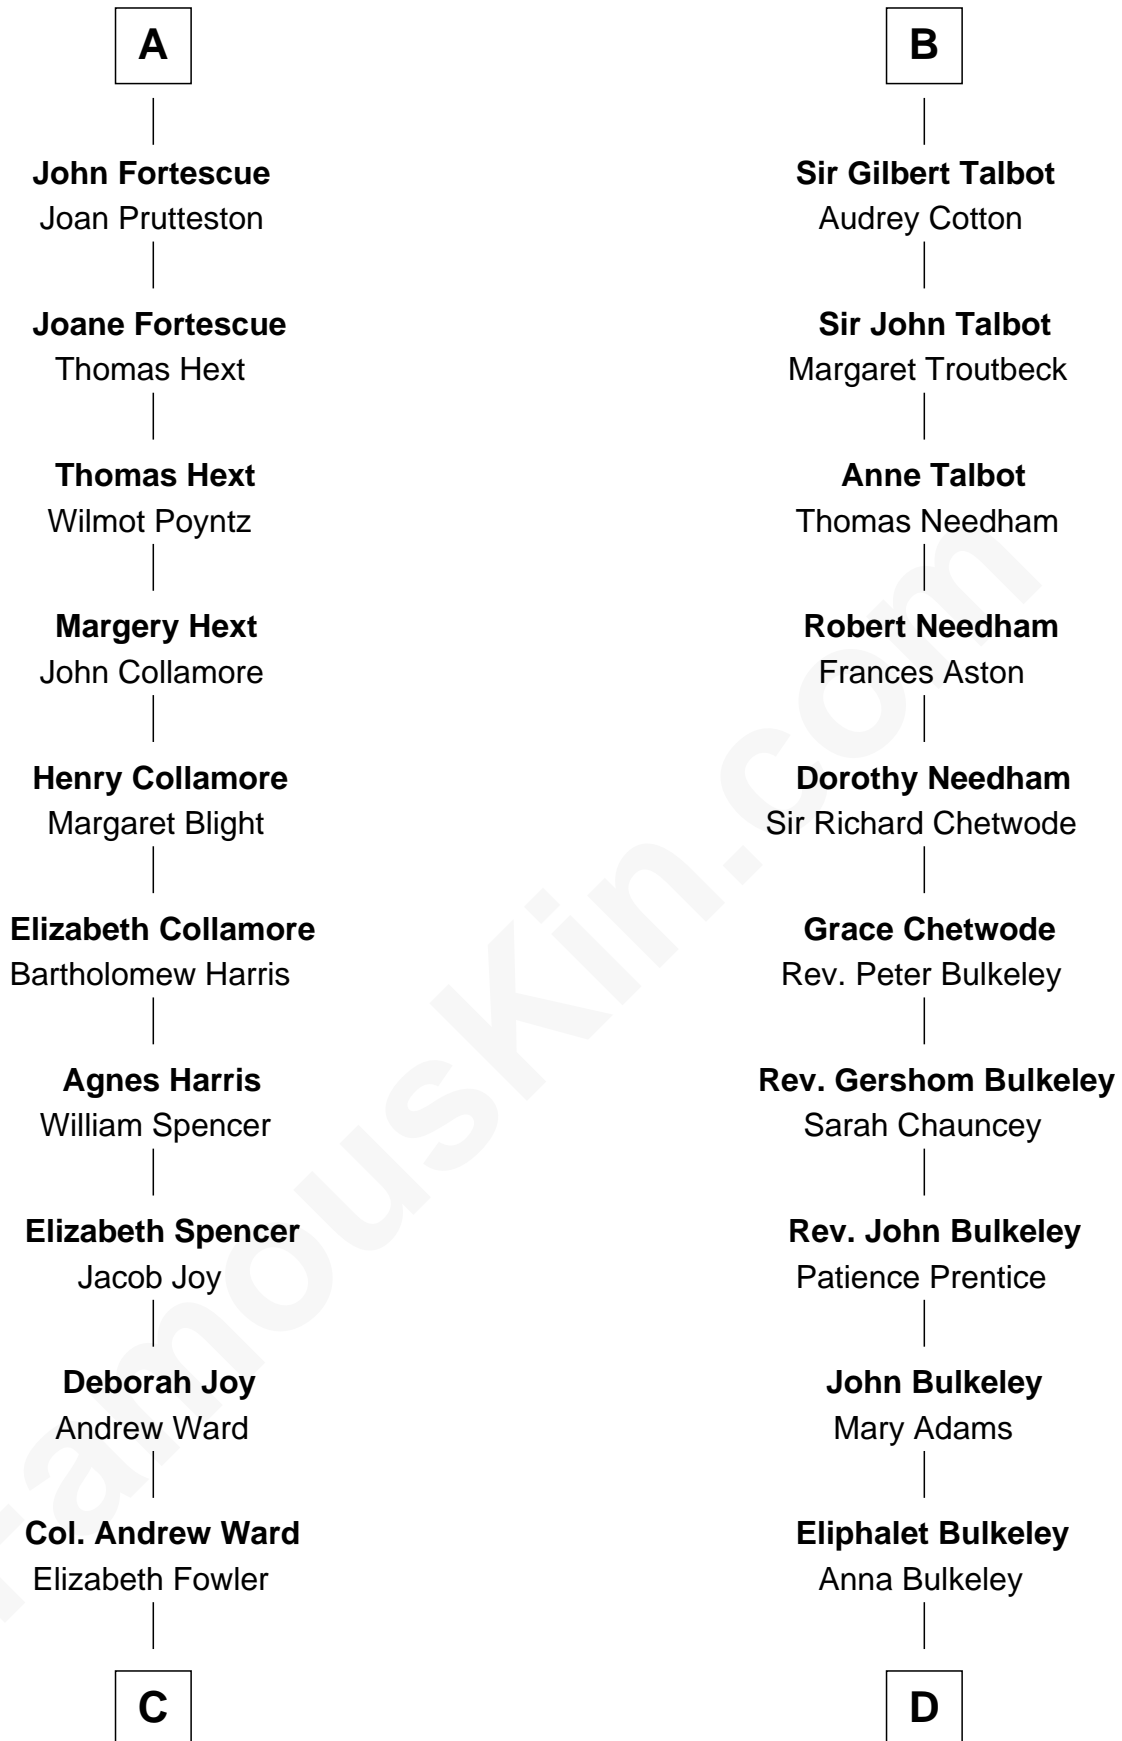 A
John Fortescue
Joan Prutteston
Joane Fortescue
Thomas Hext
Thomas Hext
Wilmot Poyntz
Margery Hext
John Collamore
Henry Collamore
Margaret Blight
Elizabeth Collamore
Bartholomew Harris
Agnes Harris
William Spencer
Elizabeth Spencer
Jacob Joy
Deborah Joy
Andrew Ward
Col. Andrew Ward
Elizabeth Fowler
C
B
Sir Gilbert Talbot
Audrey Cotton
Sir John Talbot
Margaret Troutbeck
Anne Talbot
Thomas Needham
Robert Needham
Frances Aston
Dorothy Needham
Sir Richard Chetwode
Grace Chetwode
Rev. Peter Bulkeley
Rev. Gershom Bulkeley
Sarah Chauncey
Rev. John Bulkeley
Patience Prentice
John Bulkeley
Mary Adams
Eliphalet Bulkeley
Anna Bulkeley
D
FamousKin.com